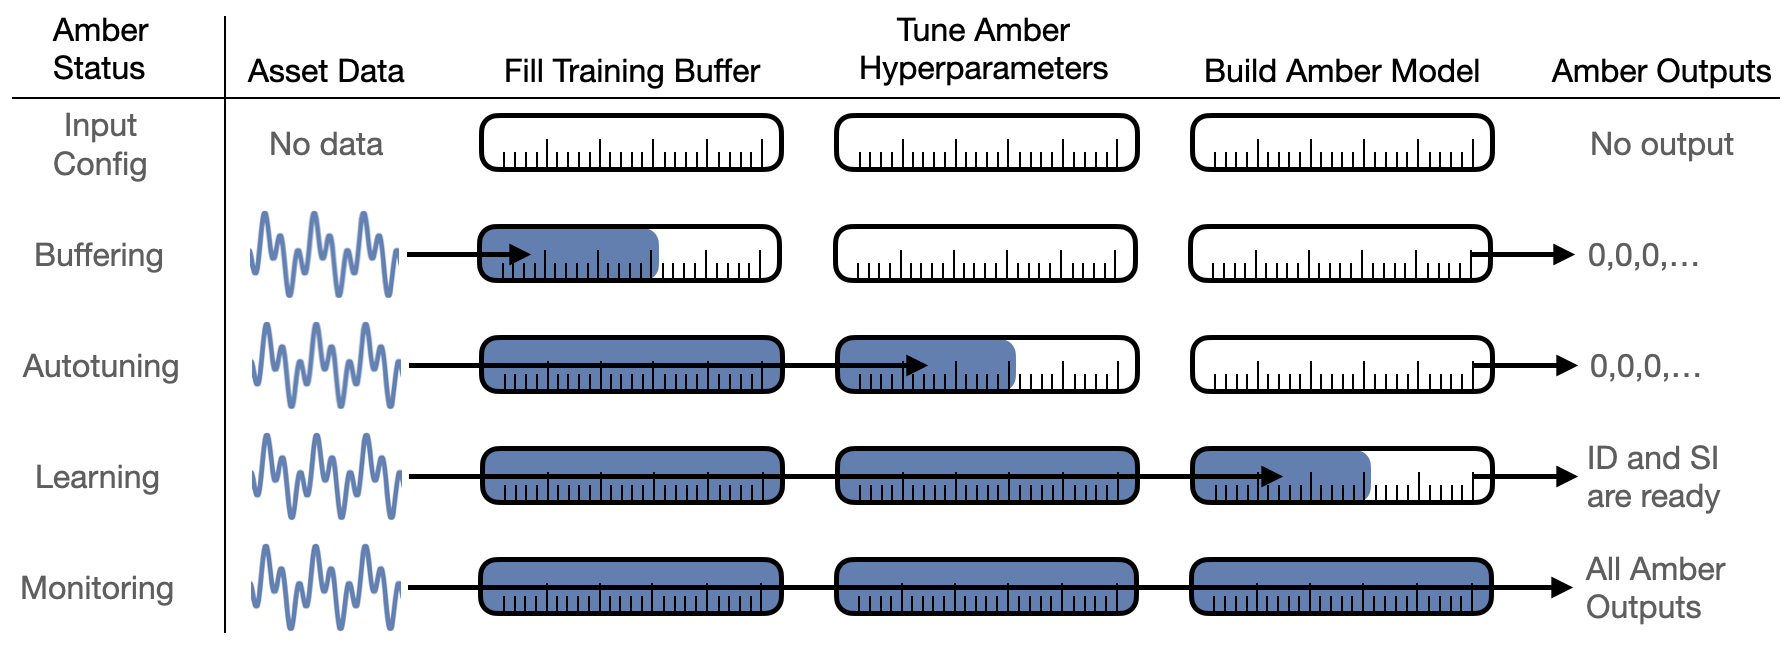 Amber
Status
Asset Data
Fill Training Buffer
Tune Amber
Hyperparameters
Build Amber Model
Amber Outputs
Input
Config
No data
No output
Buffering
0,0,0,...
Autotuning
0,0,0,...
Learning
ID and SI
are ready
Monitoring
All Amber
Outputs